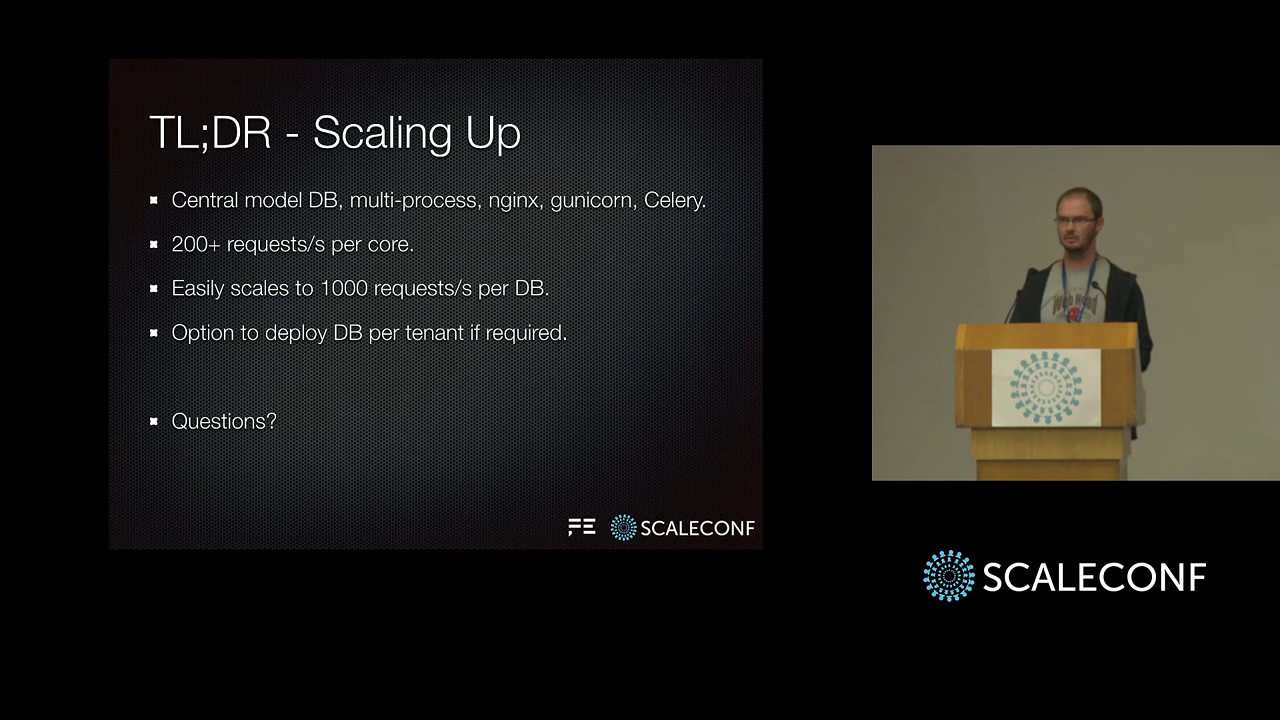 TL;DR - Scaling Up
Central model DB, multi-process, nginx, gunicorn, Celery.
200+ requests/s per core.
Easily scales to 1000 requests/s per DB.
Option to deploy DB per tenant if required.
Questions?
FE SCALECONF
SCALECONF